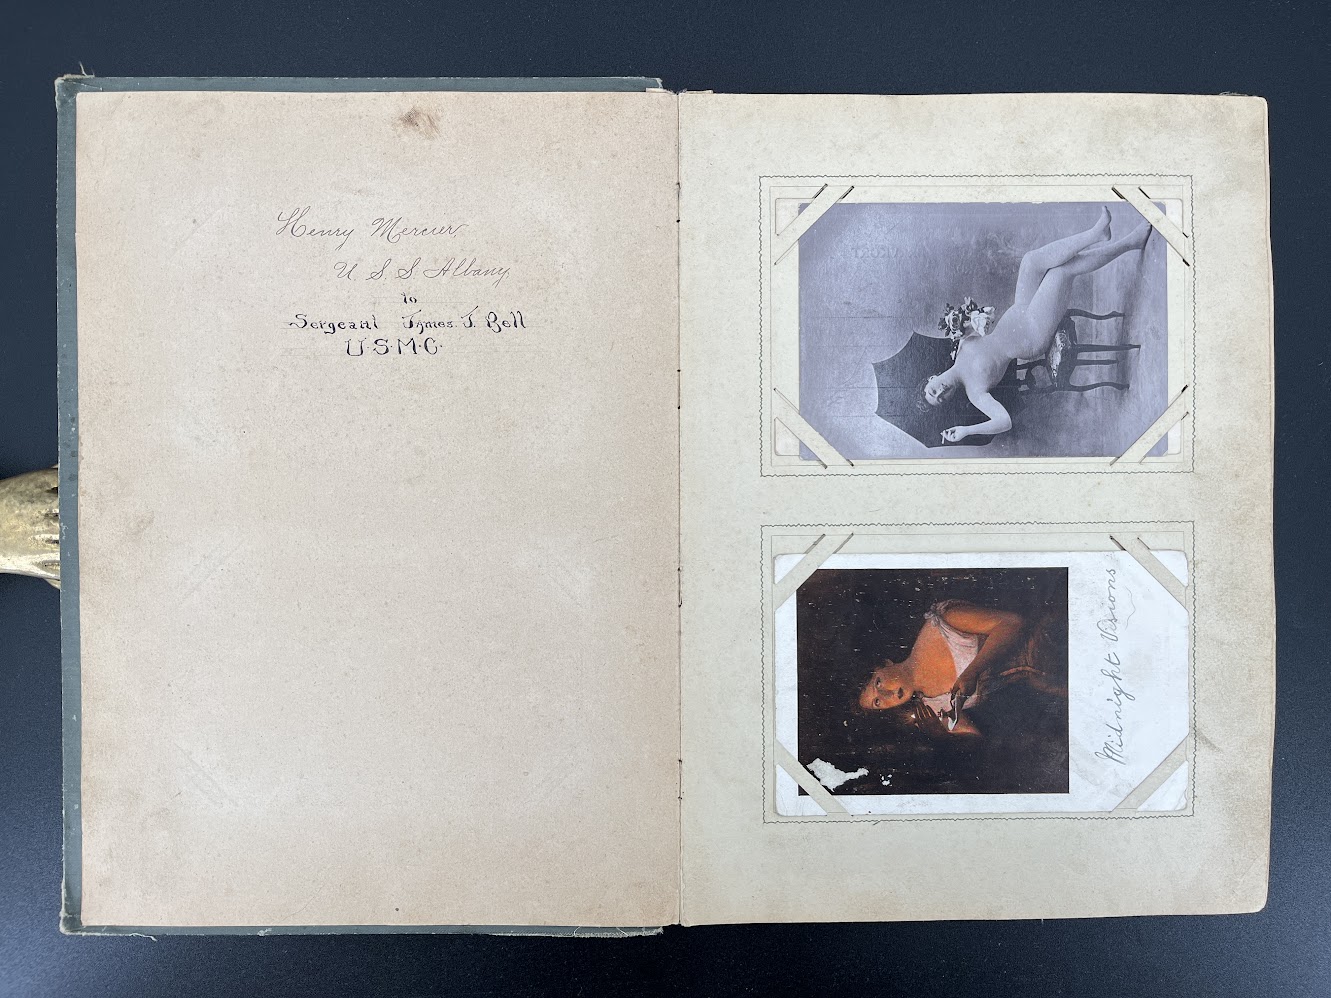 Henry Mercier,
U.S.S. Albany
to
Sergeant James. J. Bell
U.S.M.C.
Midnight Visions